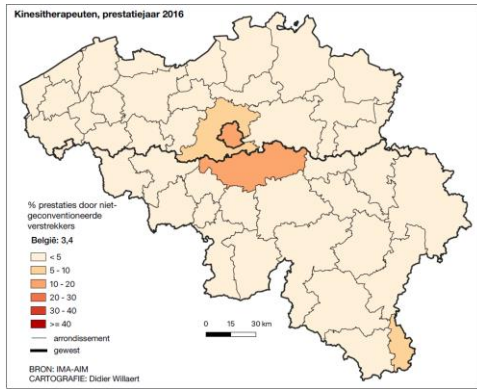 Kinesitherapeuten, prestatiejaar 2016
% prestaties door niet-
geconventioneerde
verstrekkers
België: 3,4
< 5
5 - 10
10 - 20
20 - 30
30 - 40
>= 40
arrondissement
gewest
0 15 30 km
BRON: IMA-AIM
CARTOGRAFIE: Didier Willaert